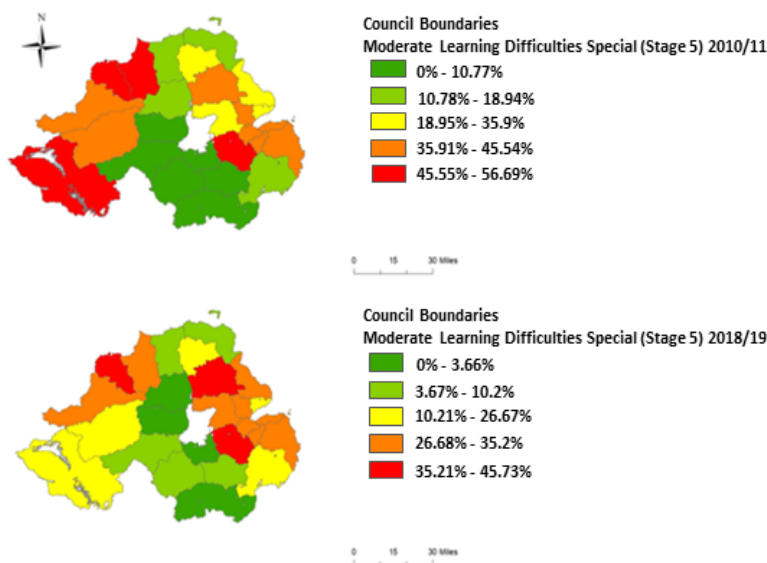 N
Council Boundaries
Moderate Learning Difficulties Special (Stage 5) 2010/11
0% - 10.77%
10.78% - 18.94%
18.95% - 35.9%
35.91% - 45.54%
45.55% - 56.69%
0 15 30 Miles
Council Boundaries
Moderate Learning Difficulties Special (Stage 5) 2018/19
0% - 3.66%
3.67% - 10.2%
10.21% - 26.67%
26.68% - 35.2%
35.21% - 45.73%
0 15 30 Miles